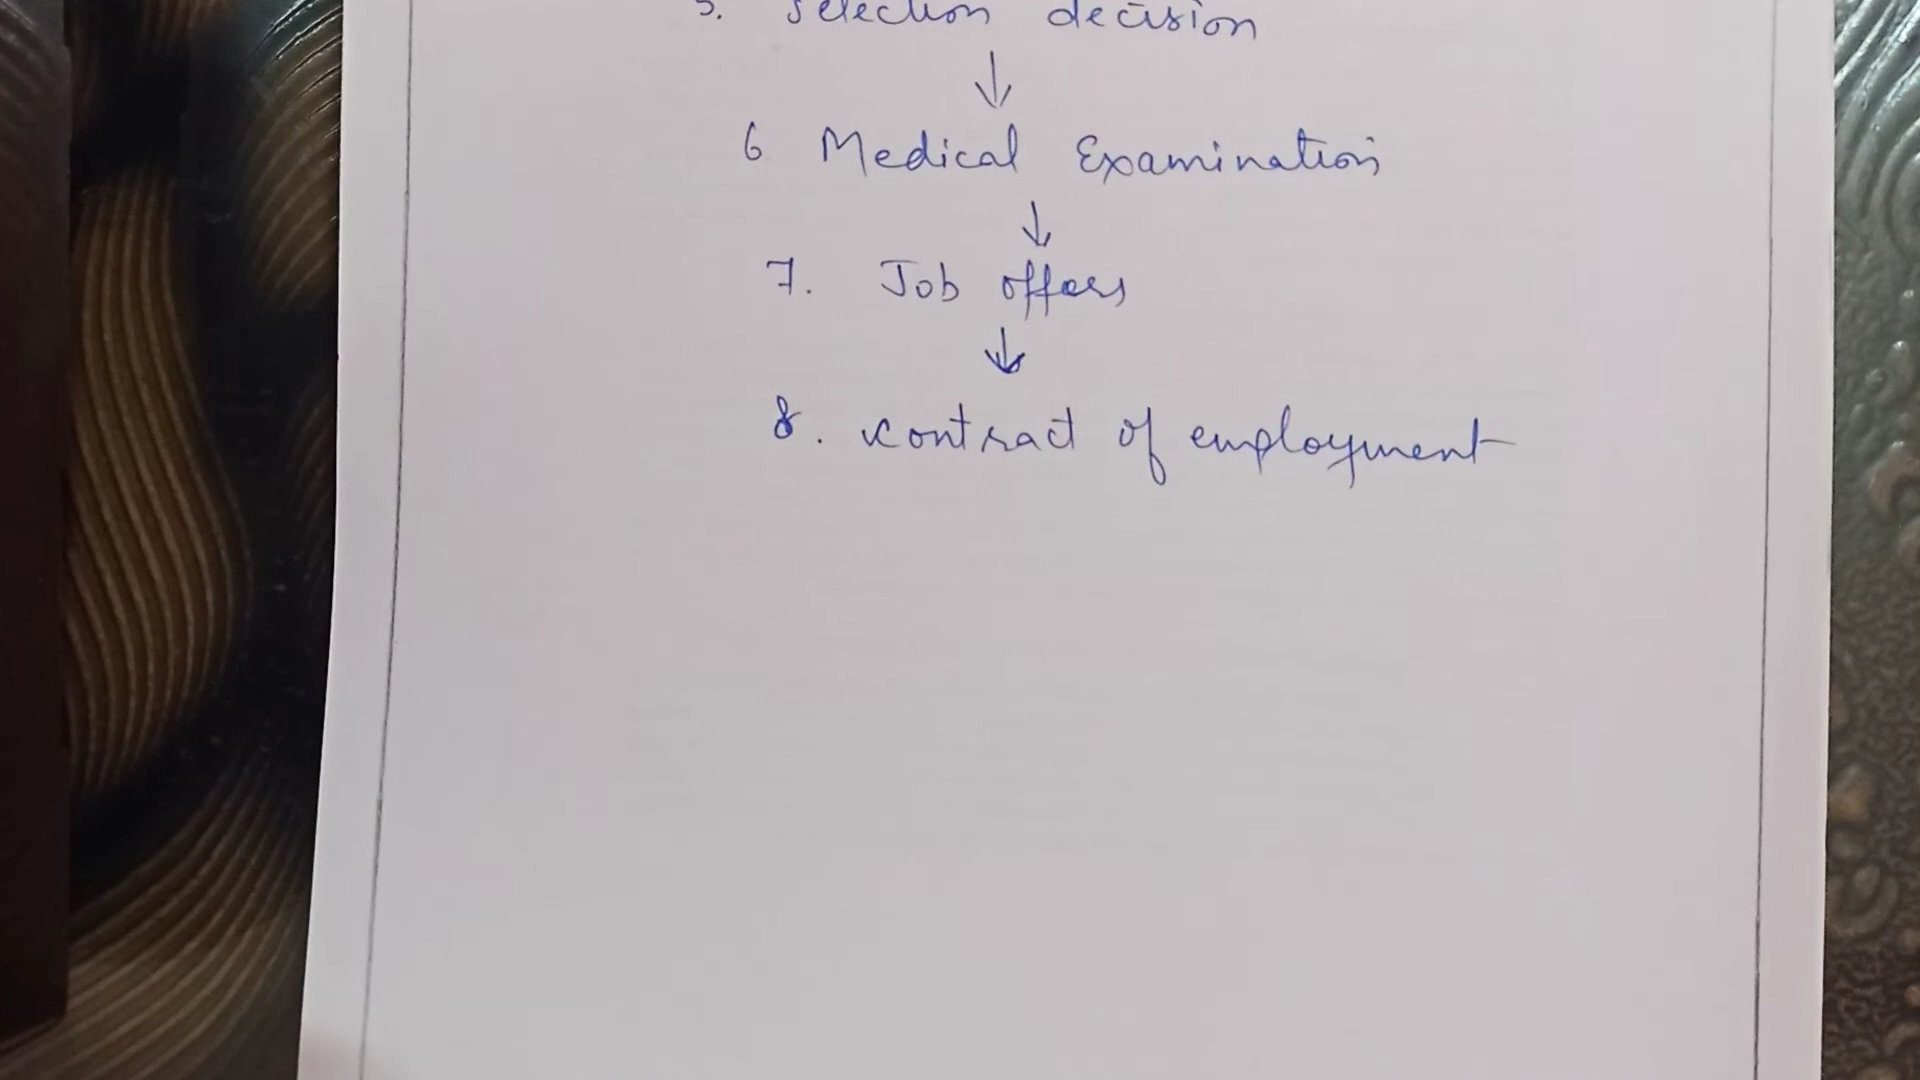 5. Selection decision
↓
6 Medical Examination
↓
7. Job offers
↓
8. contract of employment